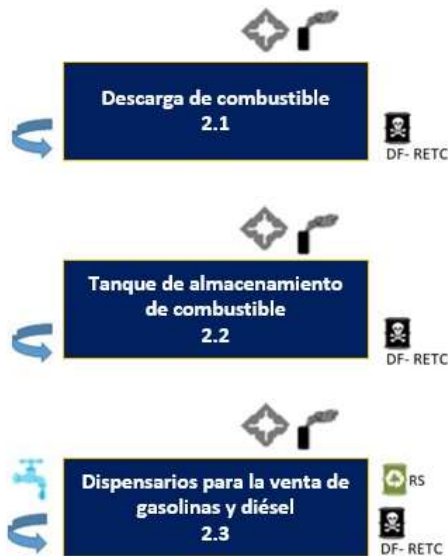 Descarga de combustible
2.1
DF- RETC
Tanque de almacenamiento
de combustible
2.2
DF- RETC
Dispensarios para la venta de
gasolinas y diésel
2.3
RS
DF- RETC